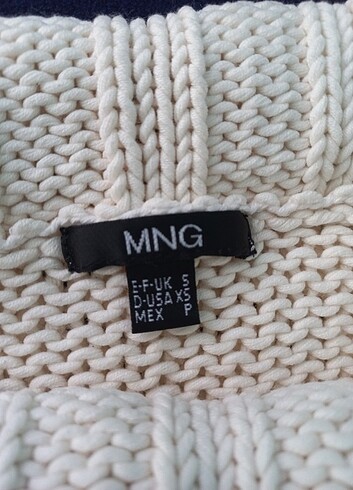 MNG
E-F-UK S
D-USA XS
MEX P